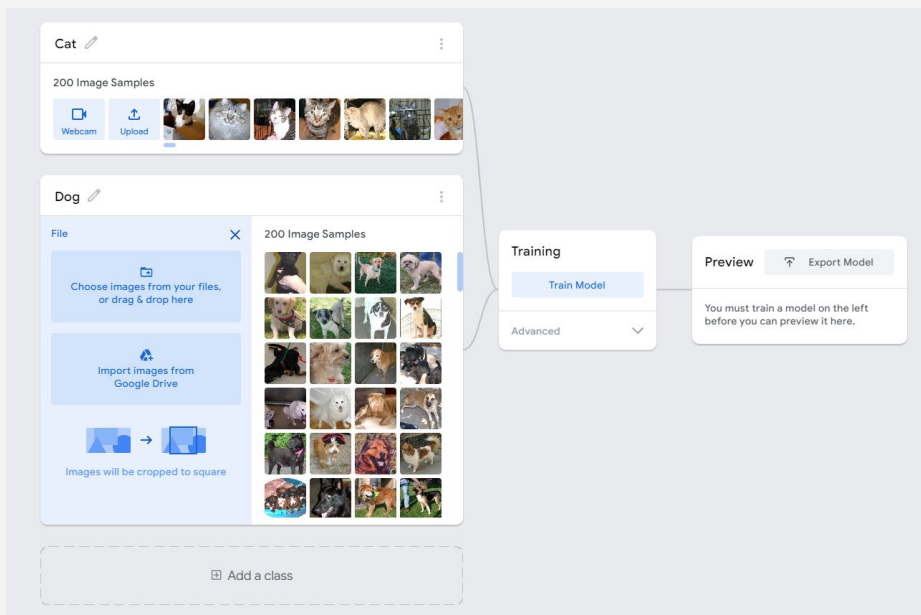 Cat
200 Image Samples
Webcam
Upload
Dog
File
Choose images from your files,
or drag & drop here
Import images from
Google Drive
Images will be cropped to square
200 Image Samples
Add a class
Training
Train Model
Advanced
Preview
Export Model
You must train a model on the left
before you can preview it here.